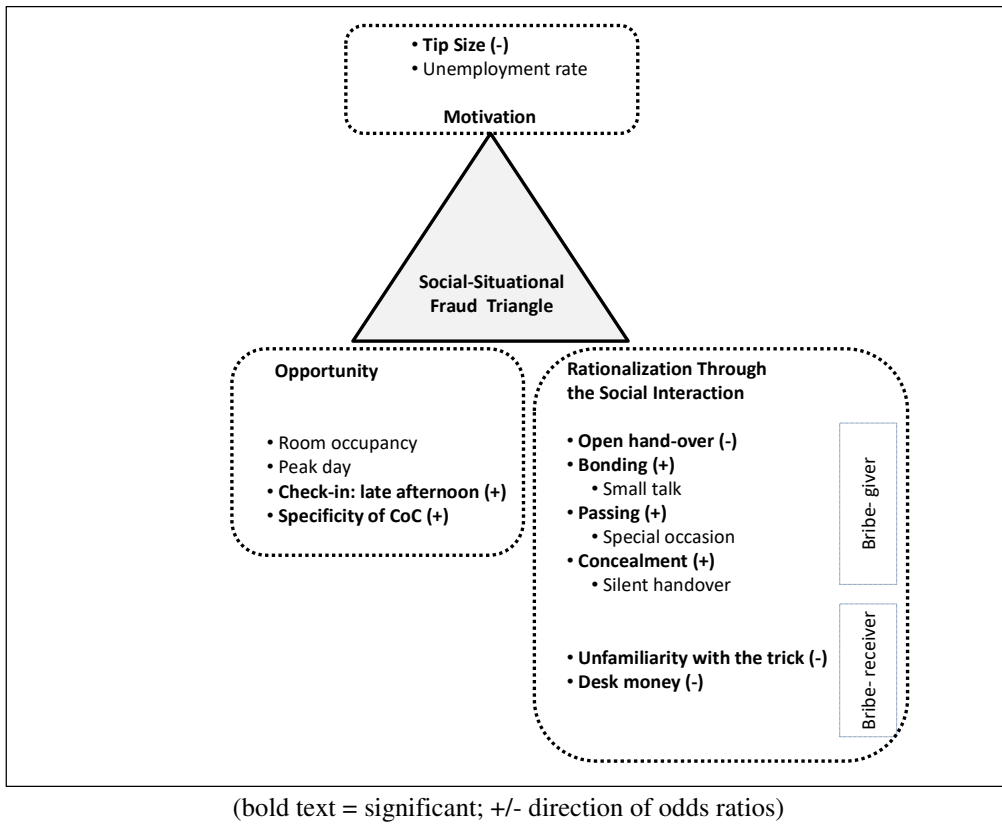 • Tip Size (-)
• Unemployment rate
Motivation
Social-Situational
Fraud Triangle
Opportunity
• Room occupancy
• Peak day
• Check-in: late afternoon (+)
• Specificity of CoC (+)
Rationalization Through
the Social Interaction
• Open hand-over (-)
• Bonding (+)
• Small talk
• Passing (+)
• Special occasion
• Concealment (+)
• Silent handover
Bribe- giver
• Unfamiliarity with the trick (-)
• Desk money (-)
Bribe- receiver
(bold text = significant; +/- direction of odds ratios)